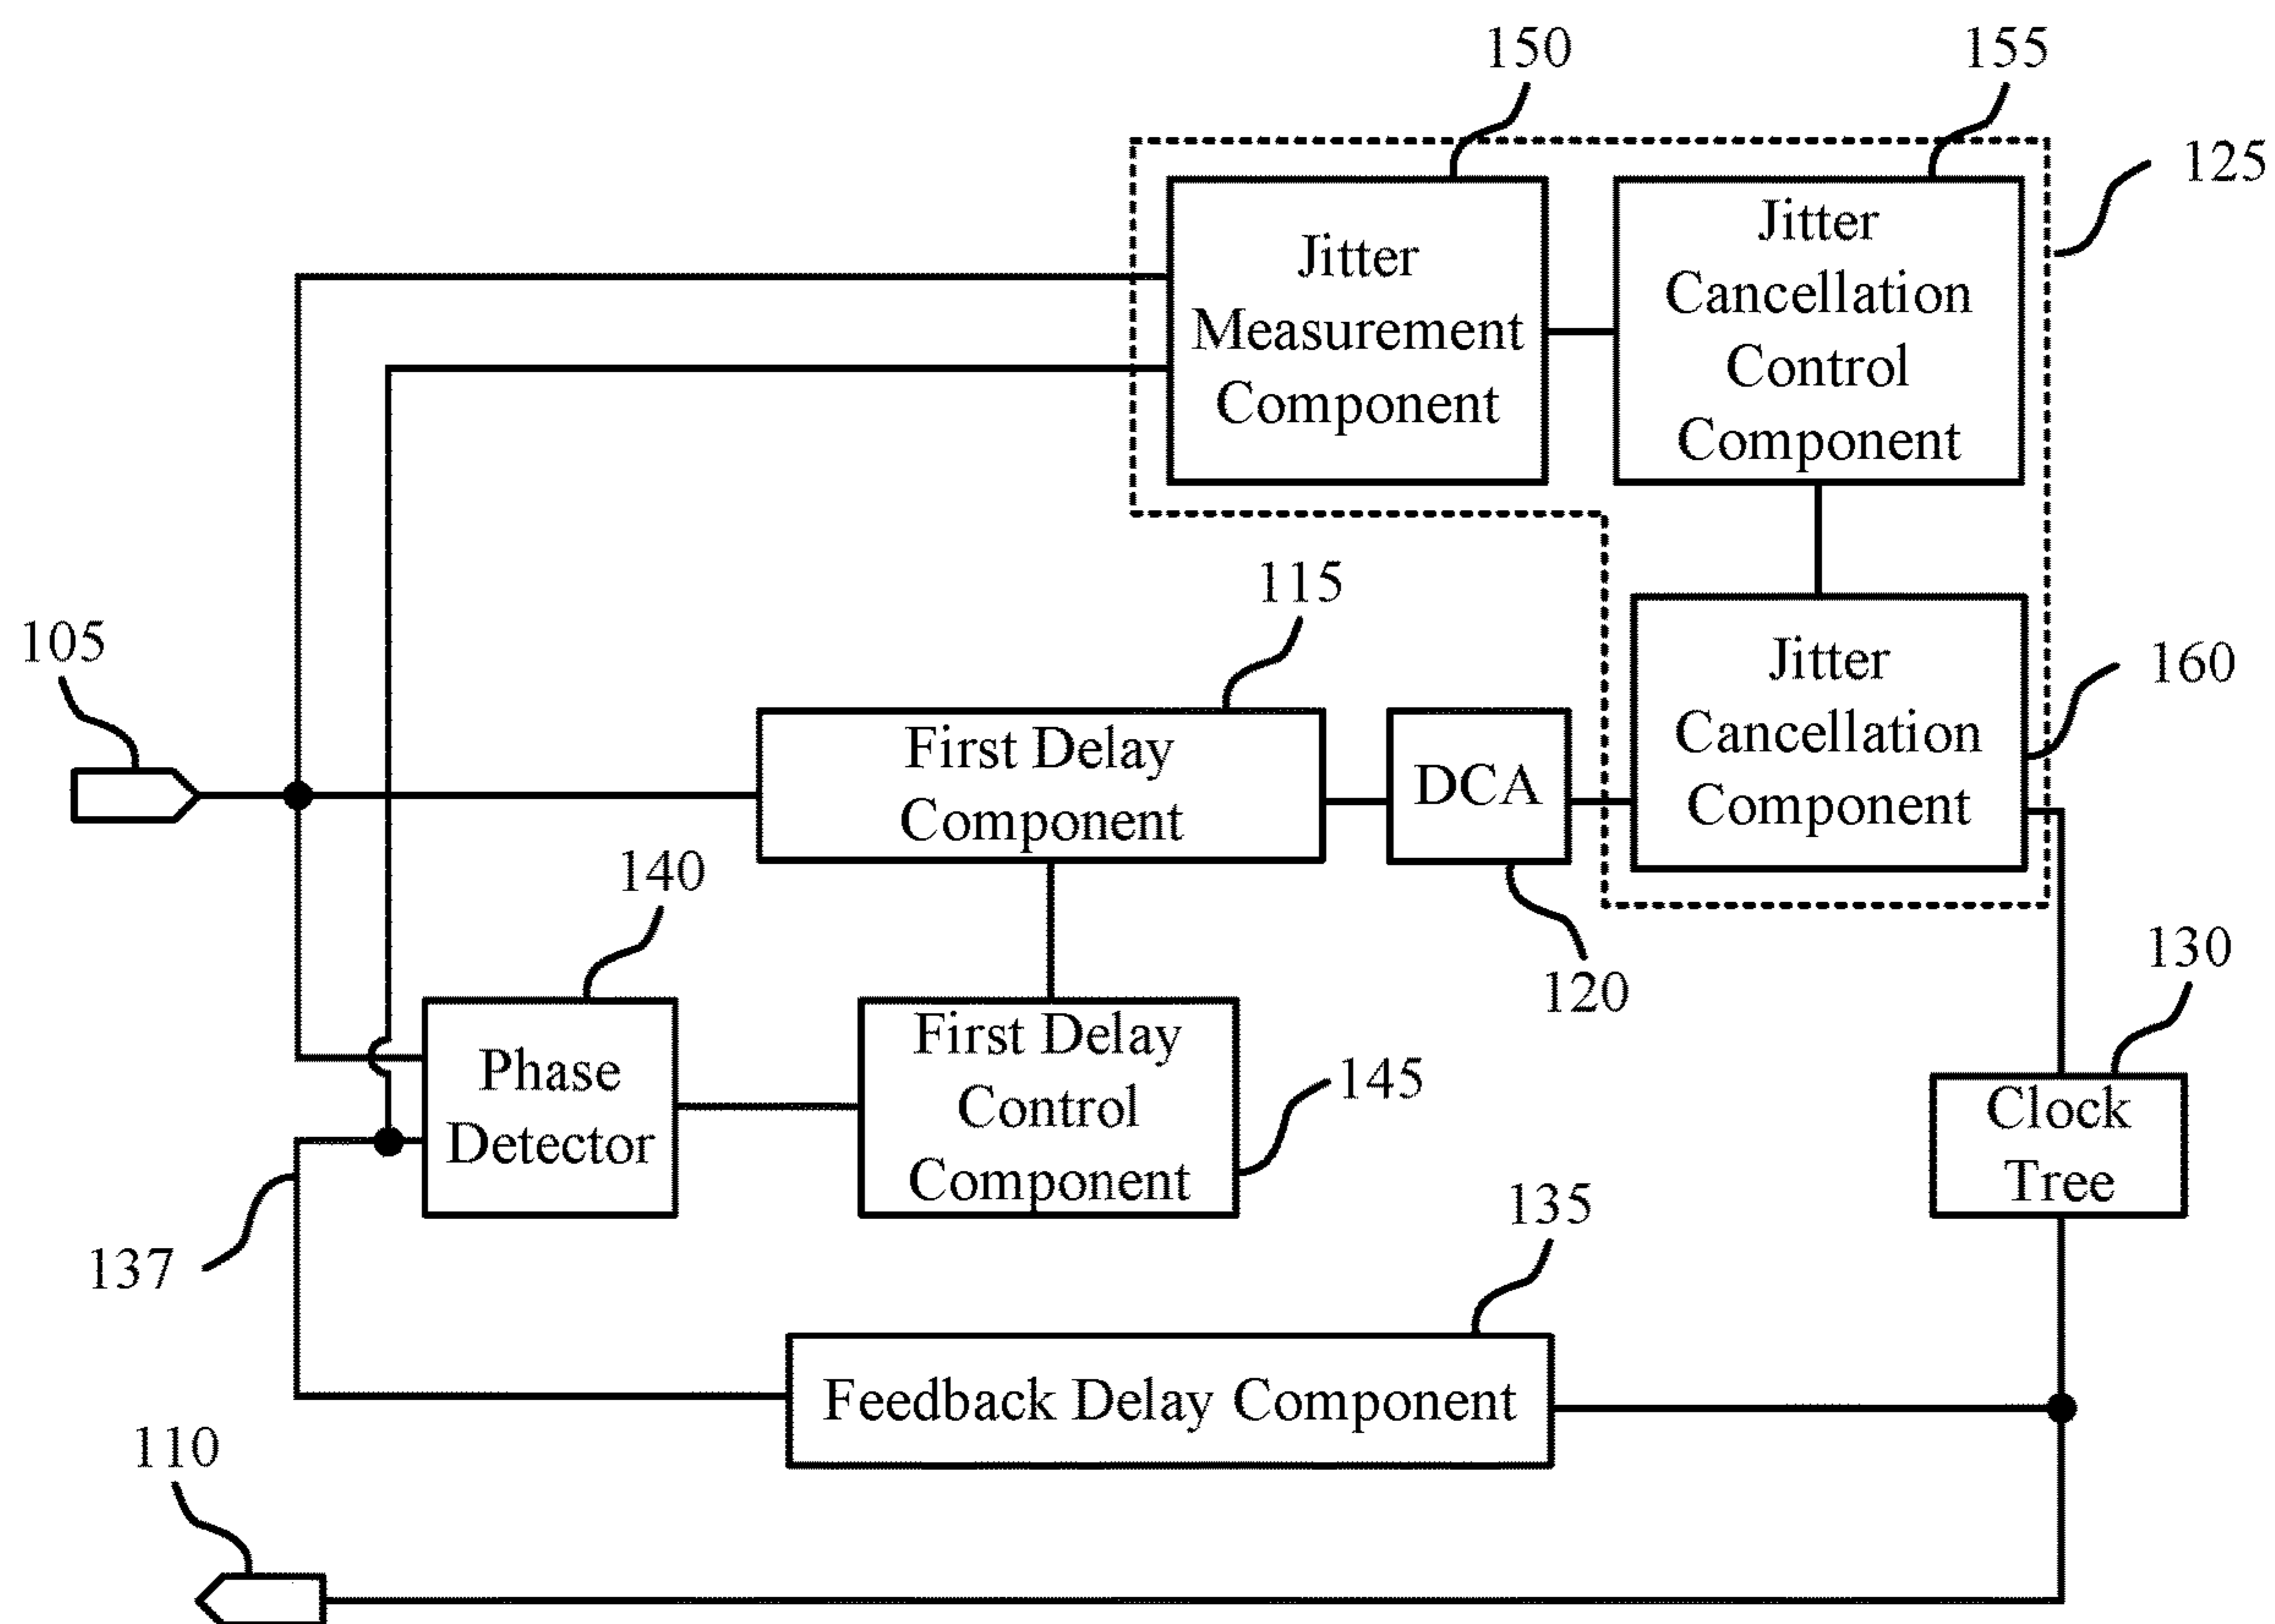 150
155
125
Jitter
Measurement
Component
Jitter
Cancellation
Control
Component
115
105
Jitter
Cancellation
Component
160
First Delay
Component
DCA
140
120
130
Phase
Detector
First Delay
Control
Component
145
Clock
Tree
137
135
Feedback Delay Component
110